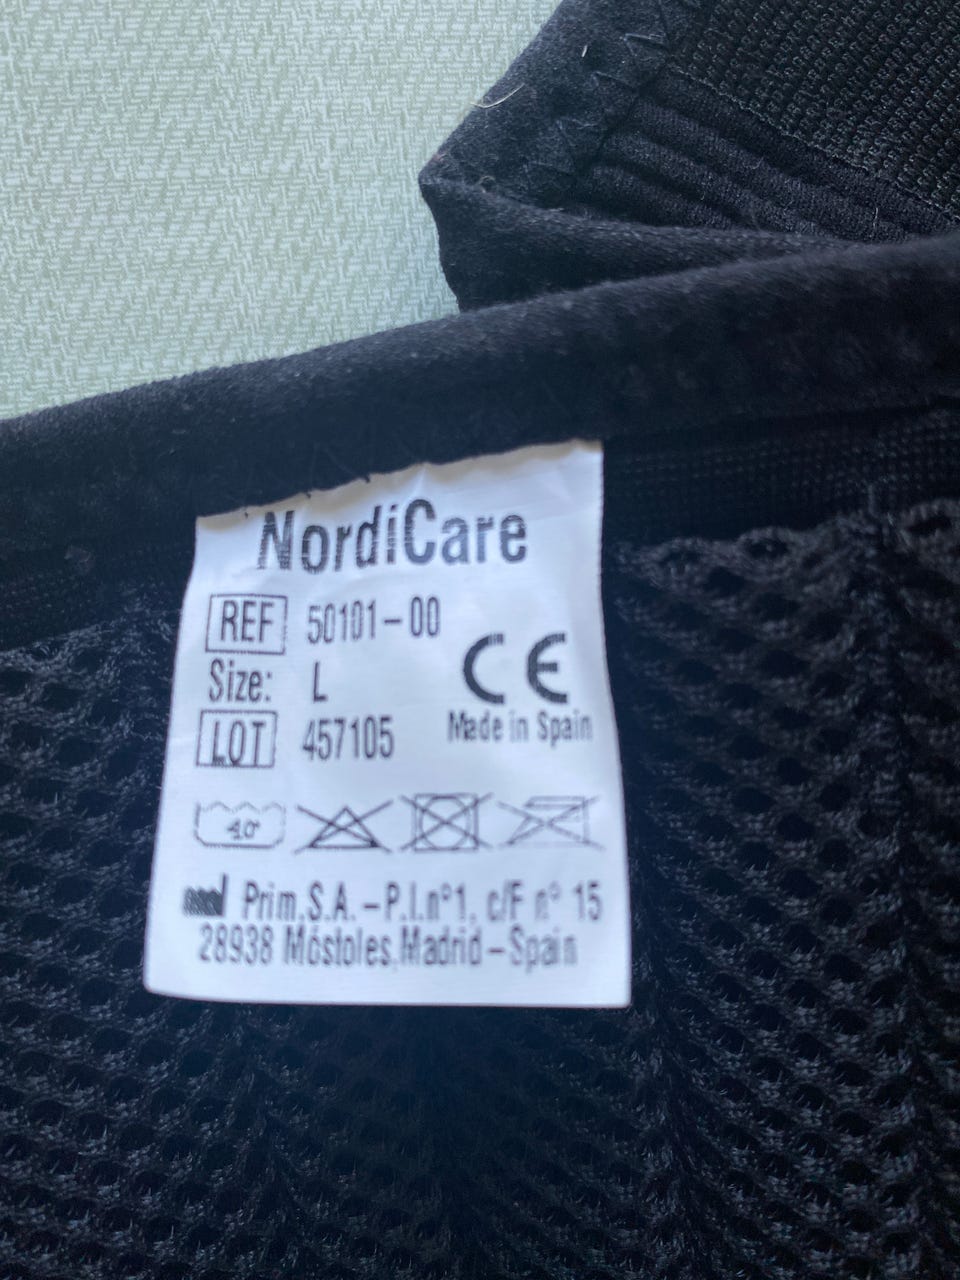 NordiCare
REF 50101-00
Size: L
CE
LOT 457105
Made in Spain
40°
Prim.S.A.-P.I.nº1, c/F nº 15
28938 Móstoles,Madrid-Spain